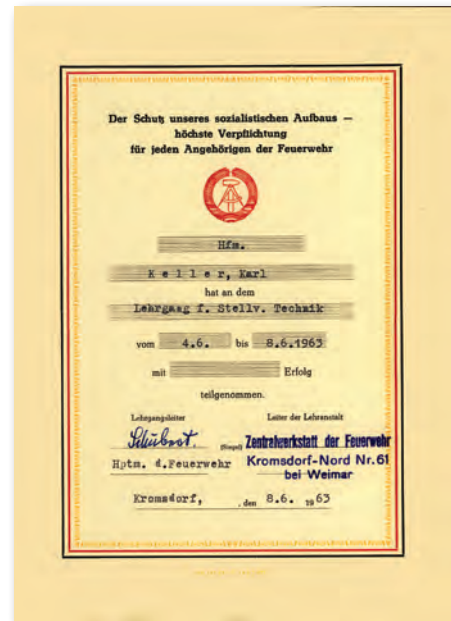 Der Schutz unseres sozialistischen Aufbaus —
höchste Verpflichtung
für jeden Angehörigen der Feuerwehr
Hfm.
Keller, Karl
hat an dem
Lehrgang f. Stellv. Technik
vom 4.6. bis 8.6.1963
mit Erfolg
teilgenommen.
Lehrgangsleiter Leiter der Lehranstalt
(Siegel) Zentralwerkstatt der Feuerwehr
Hptm. d.Feuerwehr Kromsdorf-Nord Nr.61
bei Weimar
Kromsdorf, , den 8.6. 1963